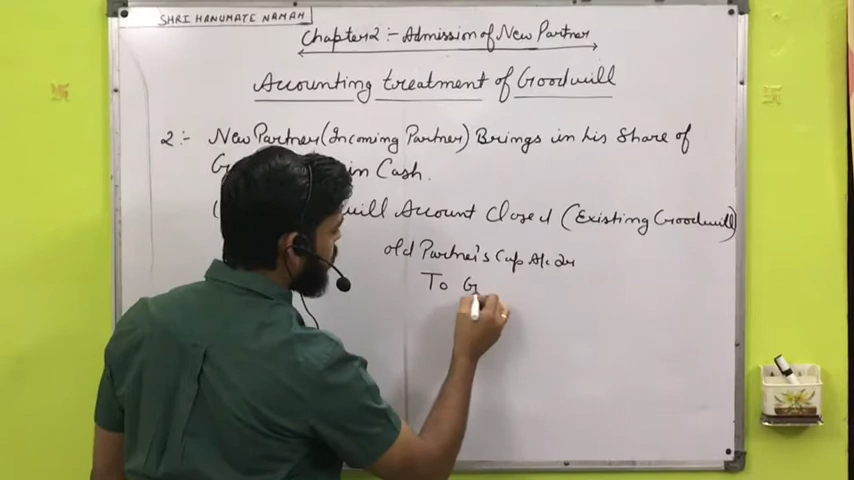 SHRI HANUMATE NAMAH
Chapter 2 :- Admission of New Partner
Accounting treatment of Goodwill
2 :- New Partner (Incoming Partner) Brings in his Share of
in Cash.
Account Closed (Existing Goodwill)
old Partner's Cap A/c Dr
To G